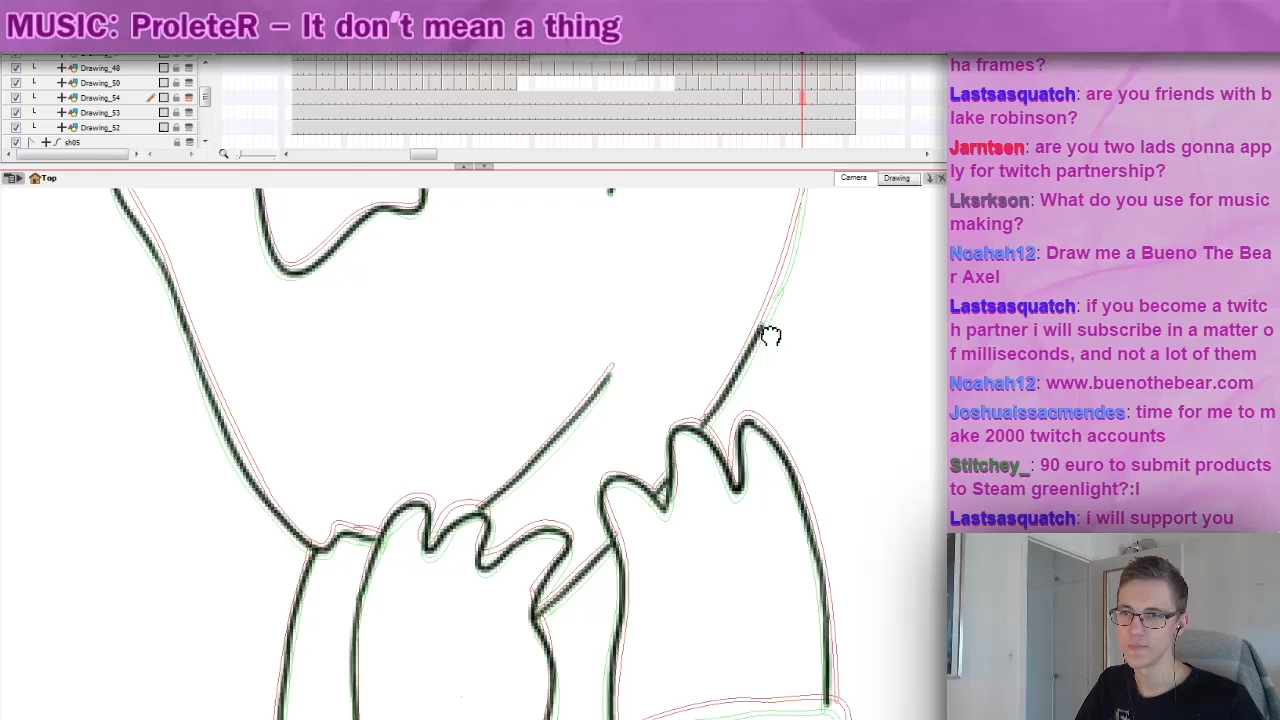 MUSIC: ProleteR – It don't mean a thing
ha frames?
Drawing_48
Drawing_50
Drawing_54
Drawing_53
Drawing_52
sh05
Top
Camera
Drawing
Lastsasquatch: are you friends with b
lake robinson?
Jarntsen: are you two lads gonna app
ly for twitch partnership?
Lksrkson: What do you use for music
making?
Noahah12: Draw me a Bueno The Bea
r Axel
Lastsasquatch: if you become a twitc
h partner i will subscribe in a matter o
f milliseconds, and not a lot of them
Noahah12: www.buenothebear.com
Joshuaissacmendes: time for me to m
ake 2000 twitch accounts
Stitchey_: 90 euro to submit products
to Steam greenlight?:l
Lastsasquatch: i will support you